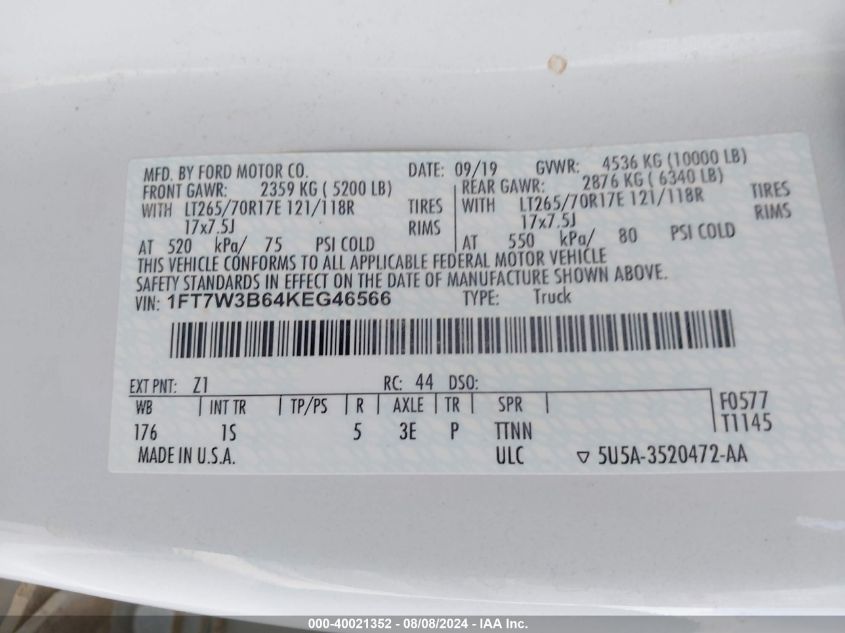 MFD. BY FORD MOTOR CO. DATE: 09/19 GVWR: 4536 KG (10000 LB)
FRONT GAWR: 2359 KG ( 5200 LB) REAR GAWR: 2876 KG ( 6340 LB)
WITH LT265/70R17E 121/118R TIRES WITH LT265/70R17E 121/118R TIRES
17x7.5J RIMS 17x7.5J RIMS
AT 520 kPa/ 75 PSI COLD AT 550 kPa/ 80 PSI COLD
THIS VEHICLE CONFORMS TO ALL APPLICABLE FEDERAL MOTOR VEHICLE
SAFETY STANDARDS IN EFFECT ON THE DATE OF MANUFACTURE SHOWN ABOVE.
VIN: 1FT7W3B64KEG46566 TYPE: Truck
EXT PNT: Z1 RC: 44 DSO:
WB INT TR TP/PS R AXLE TR SPR F0577
176 1S 5 3E P TTNN T1145
MADE IN U.S.A. ULC ▽ 5U5A-3520472-AA
000-40021352 - 08/08/2024 - IAA Inc.